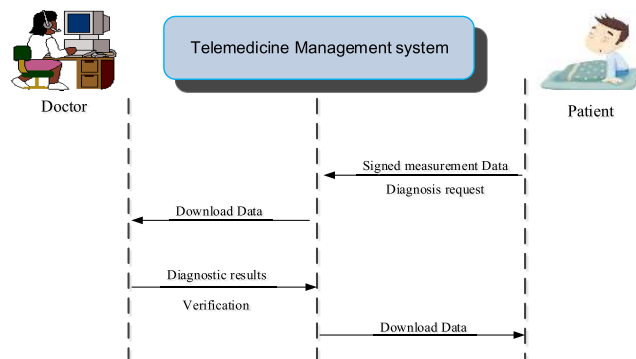 Telemedicine Management system
Doctor
Patient
Signed measurement Data
Diagnosis request
Download Data
Diagnostic results
Verification
Download Data